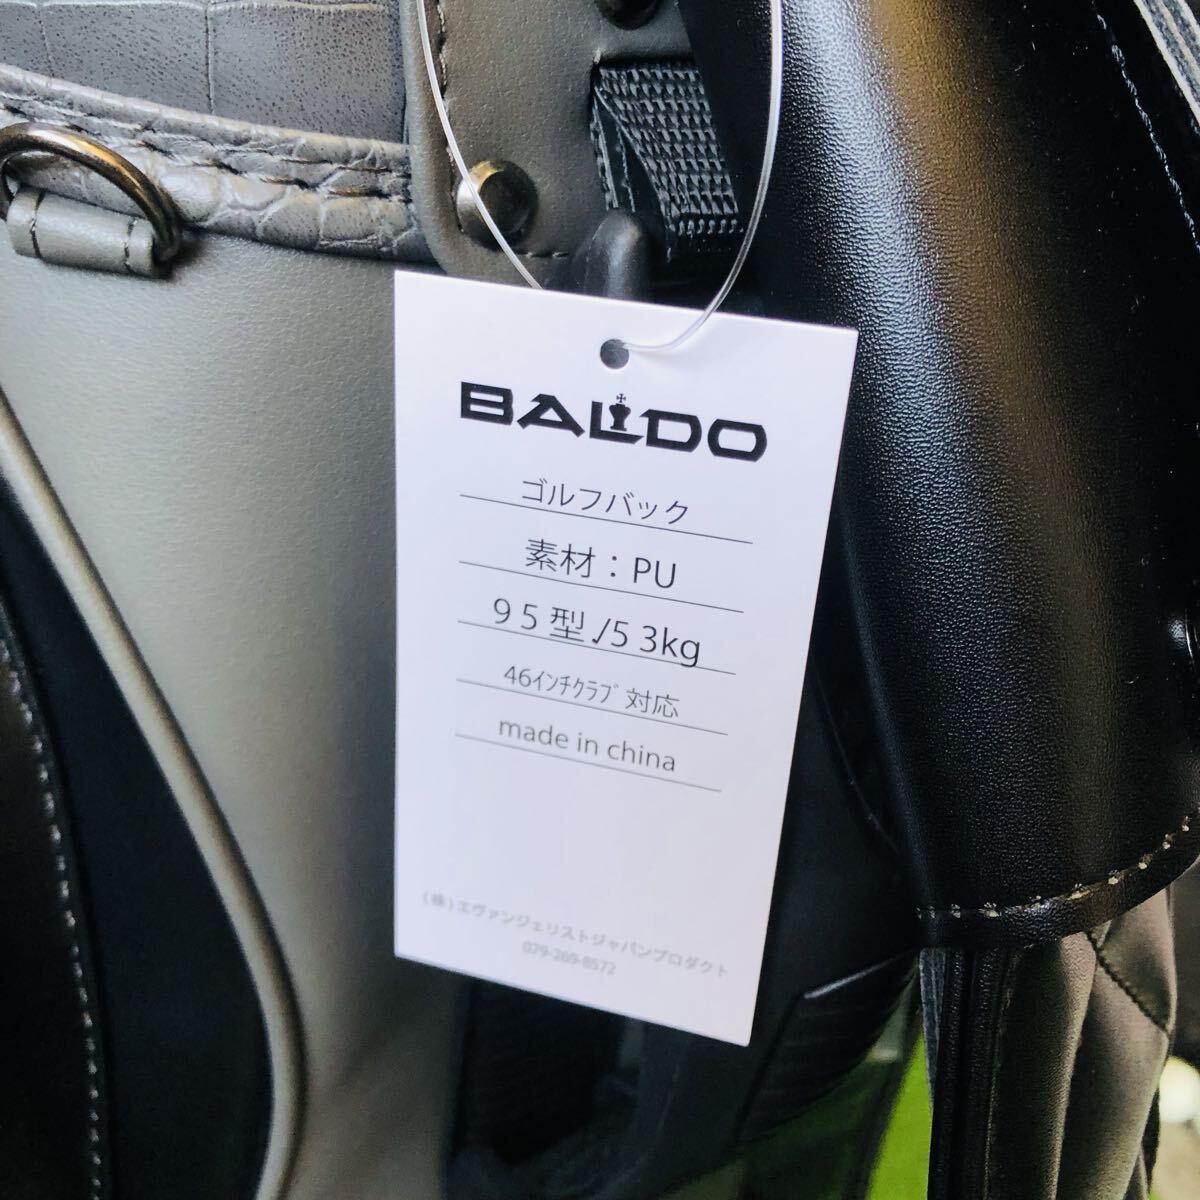 BALDO
ゴルフバック
素材：PU
９５型/５3kg
46ｲﾝﾁｸﾗﾌﾞ対応
made in china
(株)エヴァンジェリストジャパンプロダクト
079-269-8572